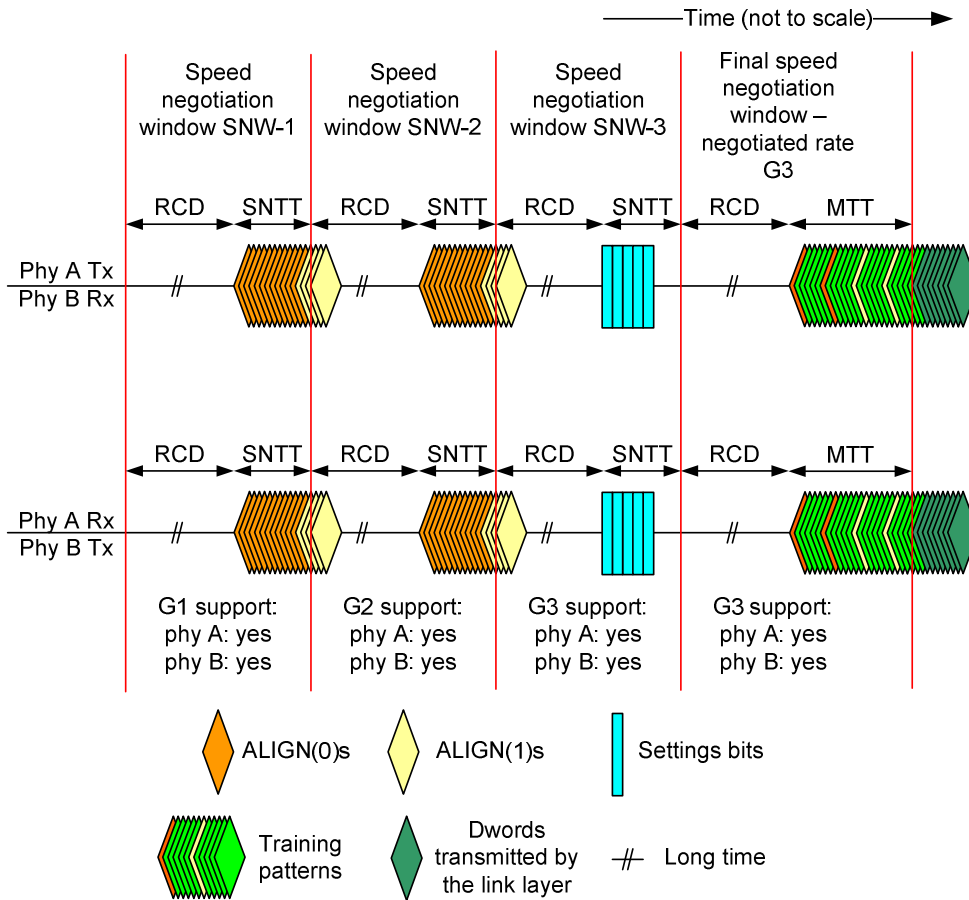 Time (not to scale)
Speed
negotiation
window SNW-1
Speed
negotiation
window SNW-2
Speed
negotiation
window SNW-3
Final speed
negotiation
window –
negotiated rate
G3
RCD SNTT RCD SNTT RCD SNTT RCD MTT
Phy A Tx
Phy B Rx
RCD SNTT RCD SNTT RCD SNTT RCD MTT
Phy A Rx
Phy B Tx
G1 support:
phy A: yes
phy B: yes
G2 support:
phy A: yes
phy B: yes
G3 support:
phy A: yes
phy B: yes
G3 support:
phy A: yes
phy B: yes
ALIGN(0)s
ALIGN(1)s
Settings bits
Training
patterns
Dwords
transmitted by
the link layer
Long time